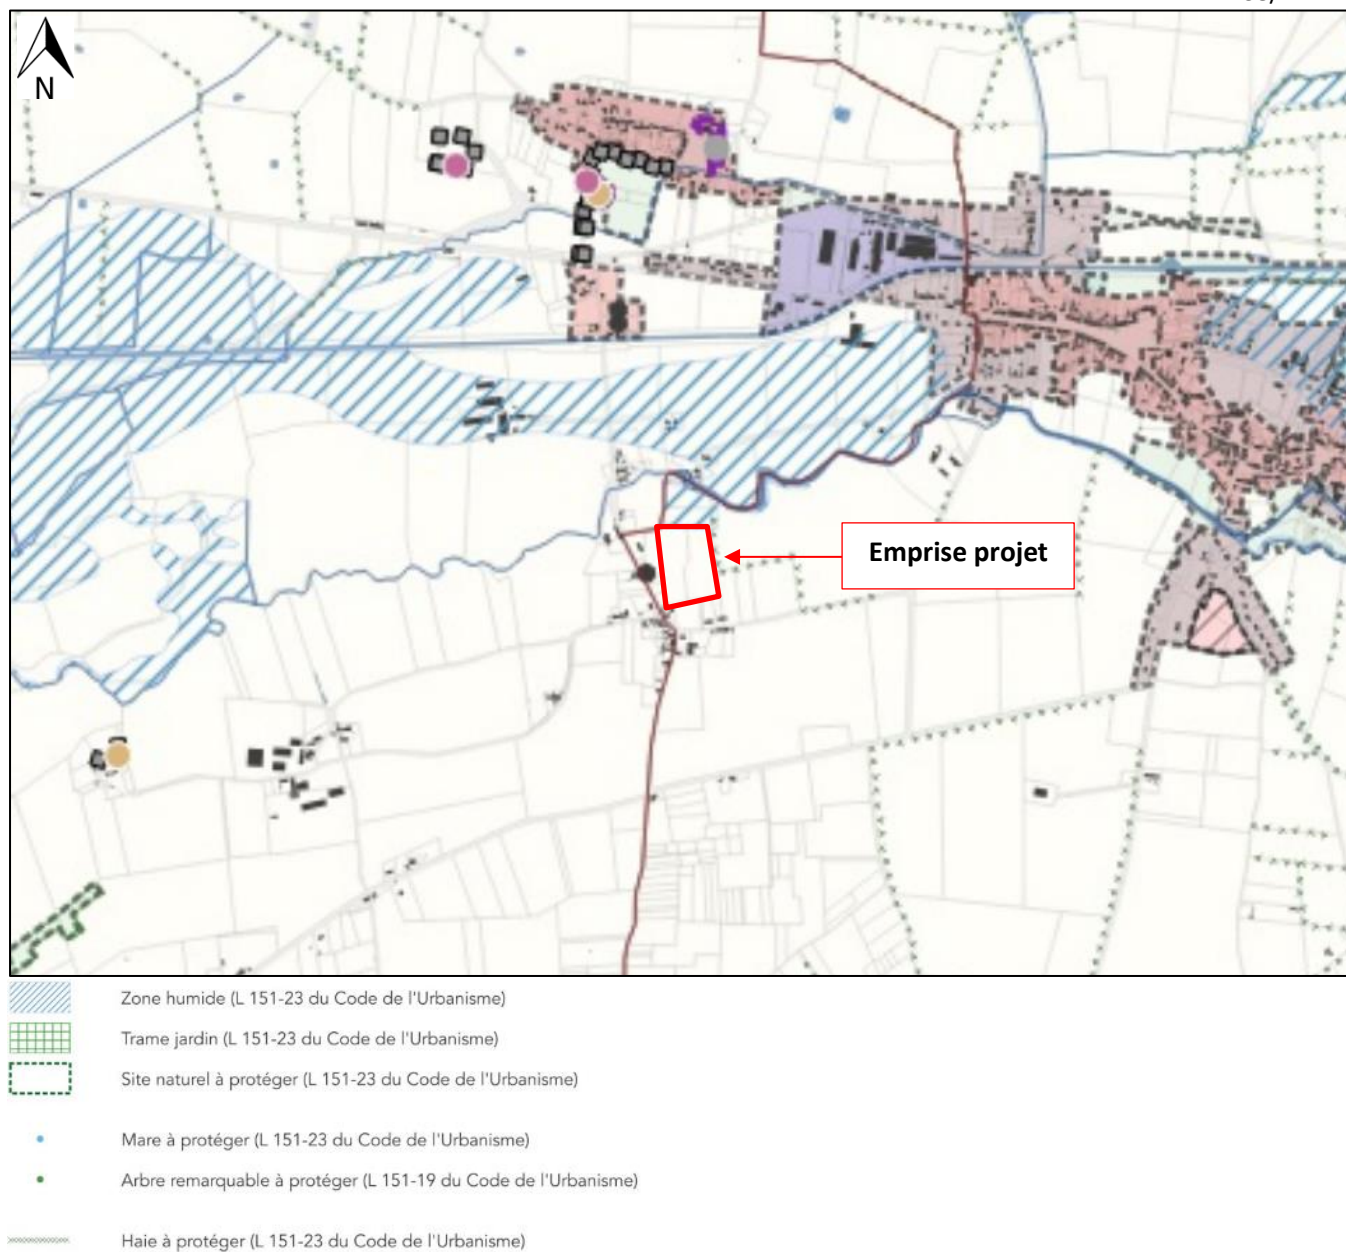 N
Emprise projet
Zone humide (L 151-23 du Code de l'Urbanisme)
Trame jardin (L 151-23 du Code de l'Urbanisme)
Site naturel à protéger (L 151-23 du Code de l'Urbanisme)
Mare à protéger (L 151-23 du Code de l'Urbanisme)
Arbre remarquable à protéger (L 151-19 du Code de l'Urbanisme)
Haie à protéger (L 151-23 du Code de l'Urbanisme)